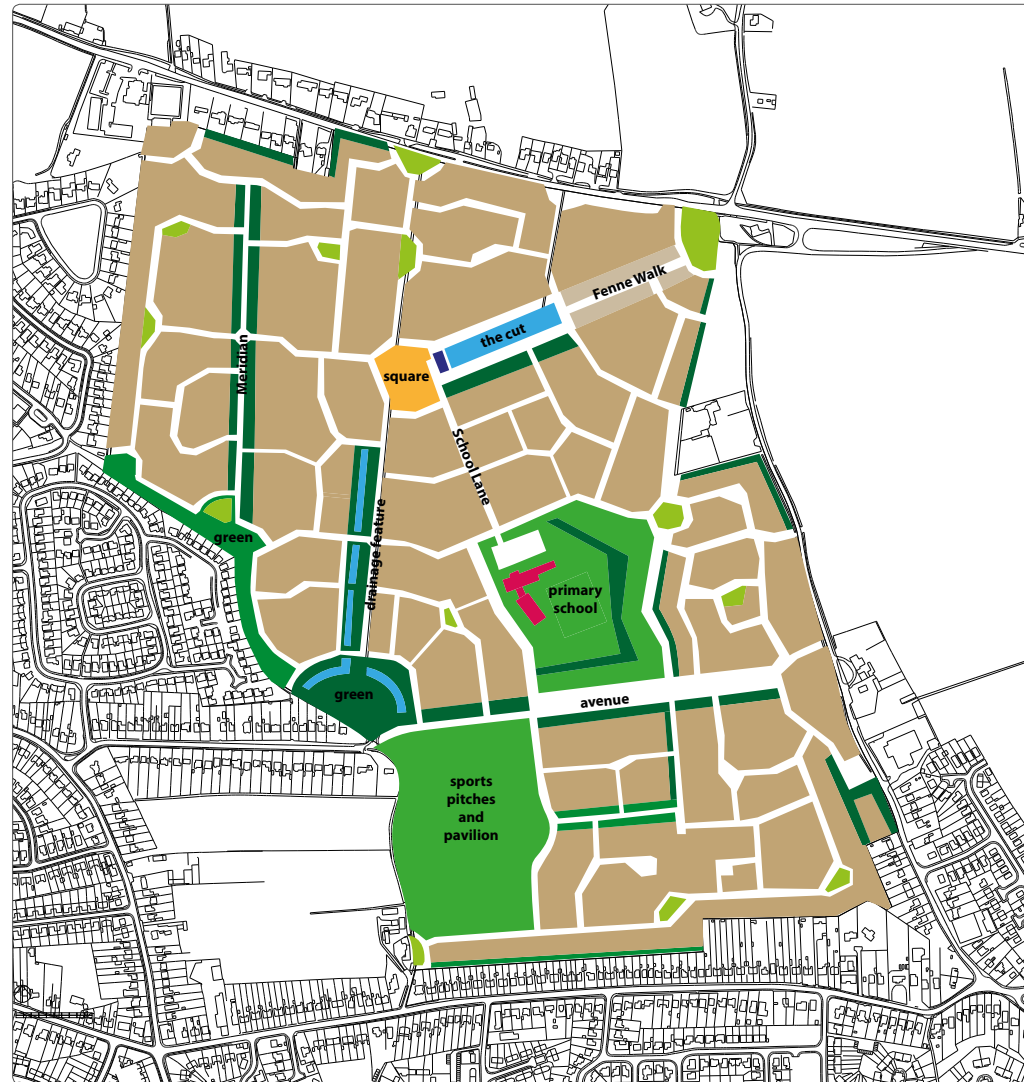 Fenne Walk
the cut
Meridian
square
School Lane
drainage feature
green
primary
school
green
avenue
sports
pitches
and
pavilion